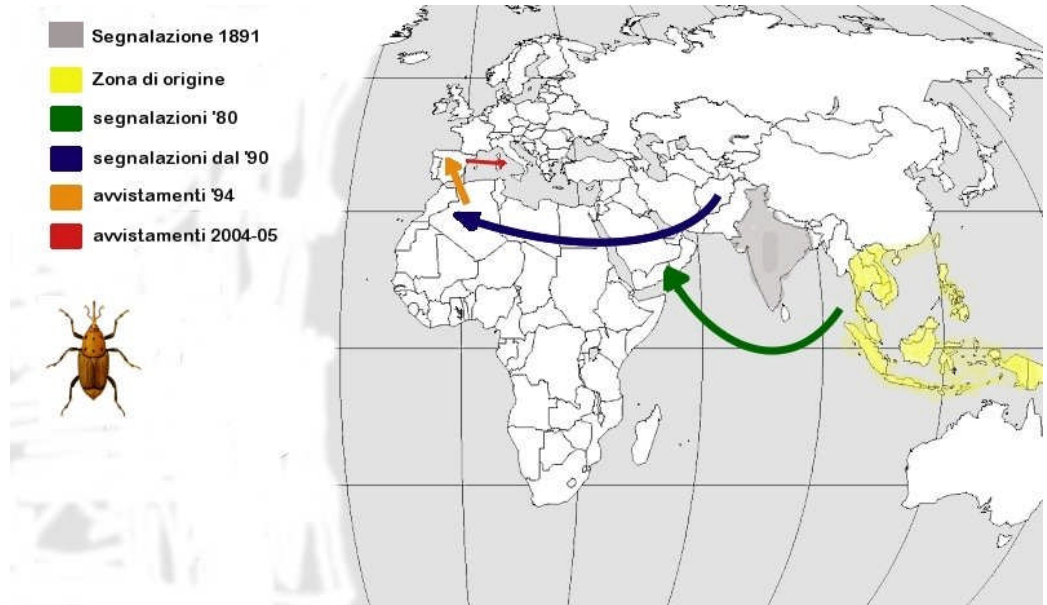 Segnalazione 1891
Zona di origine
segnalazioni '80
segnalazioni dal '90
avvistamenti '94
avvistamenti 2004-05